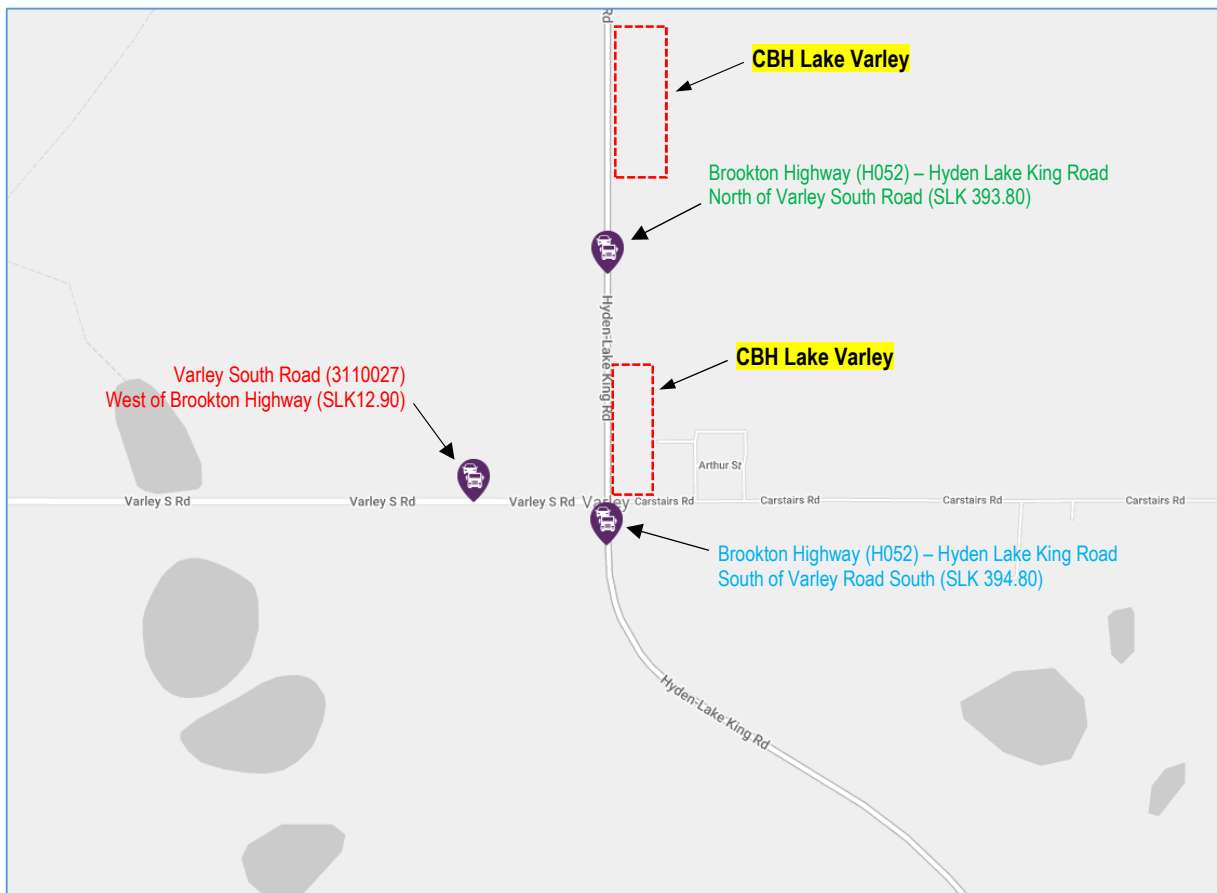 Rd
CBH Lake Varley
Brookton Highway (H052) – Hyden Lake King Road
North of Varley South Road (SLK 393.80)
Hyden-Lake King Rd
CBH Lake Varley
Varley South Road (3110027)
West of Brookton Highway (SLK12.90)
Arthur St
Varley S Rd
Varley S Rd
Varley S Rd
Varley
Carstairs Rd
Carstairs Rd
Carstairs Rd
Carstairs Rd
Brookton Highway (H052) – Hyden Lake King Road
South of Varley Road South (SLK 394.80)
Hyden-Lake King Rd